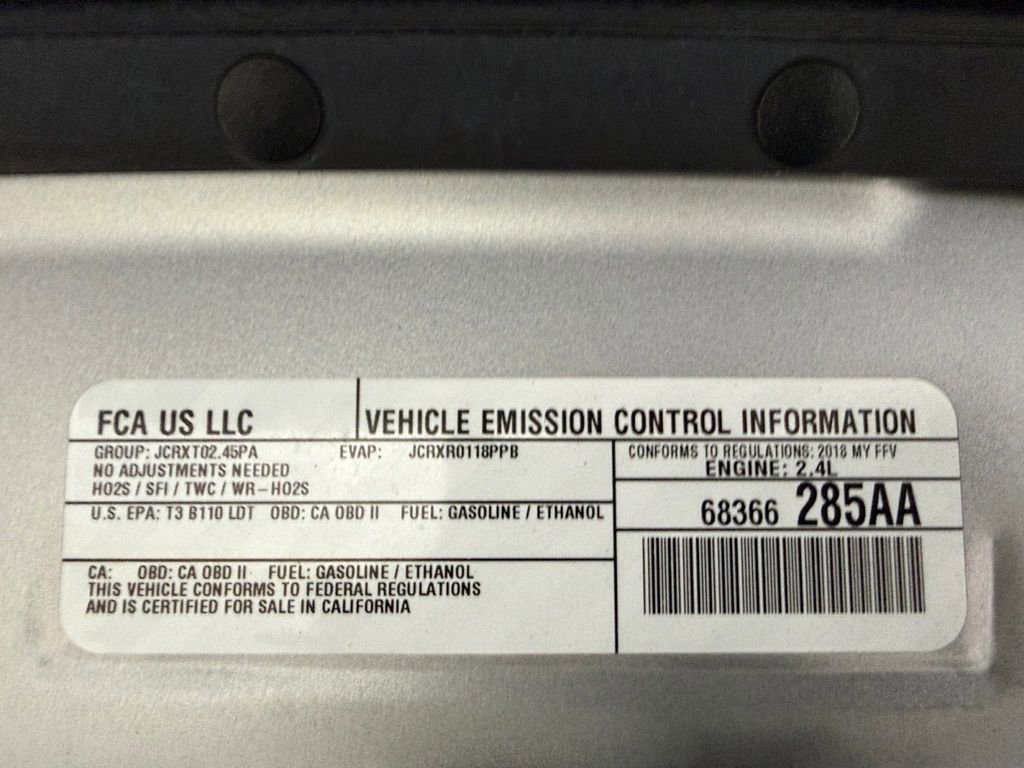 FCA US LLC
VEHICLE EMISSION CONTROL INFORMATION
GROUP: JCRXT02.45PA EVAP: JCRXR0118PPB
NO ADJUSTMENTS NEEDED
HO2S / SFI / TWC / WR-HO2S
CONFORMS TO REGULATIONS: 2018 MY FFV
ENGINE: 2.4L
68366 285AA
U.S. EPA: T3 B110 LDT OBD: CA OBD II FUEL: GASOLINE / ETHANOL
CA: OBD: CA OBD II FUEL: GASOLINE / ETHANOL
THIS VEHICLE CONFORMS TO FEDERAL REGULATIONS
AND IS CERTIFIED FOR SALE IN CALIFORNIA